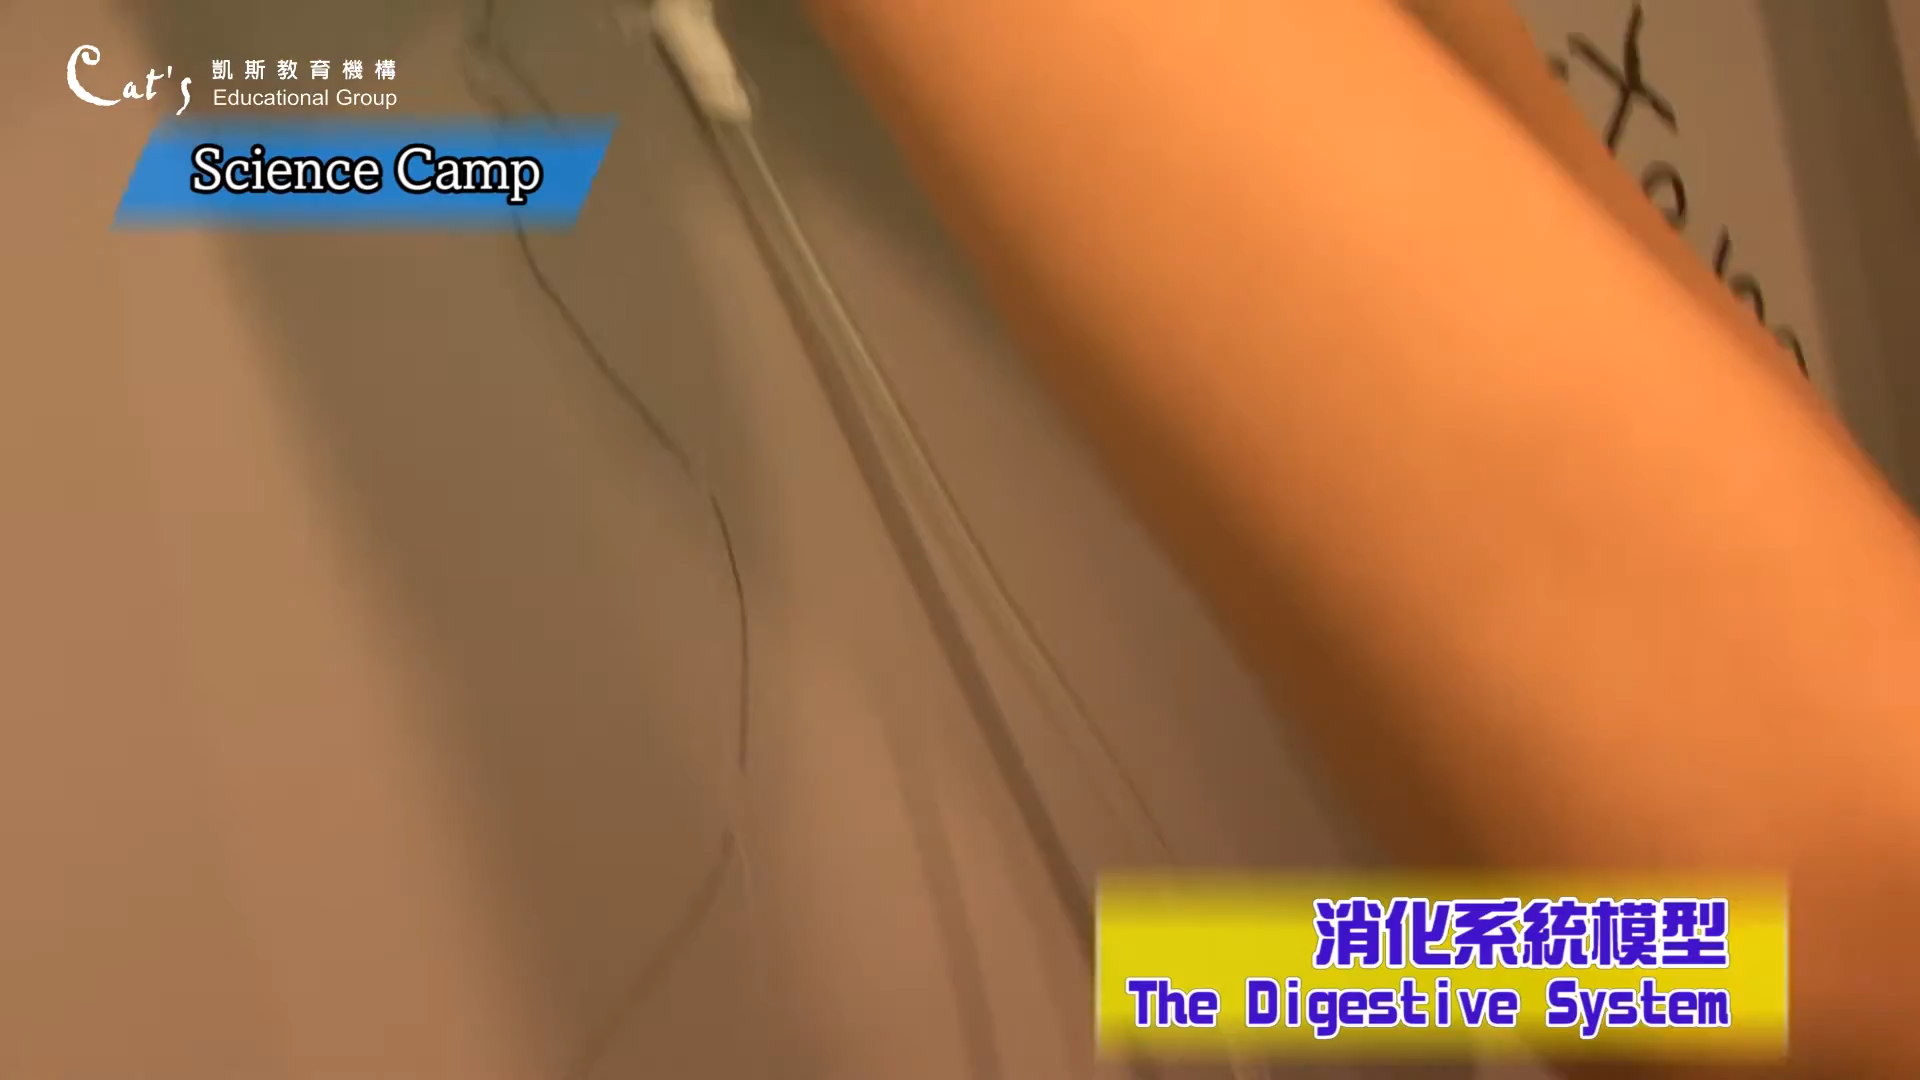 Cat's
凱斯教育機構
Educational Group
Science Camp
消化系統模型
The Digestive System